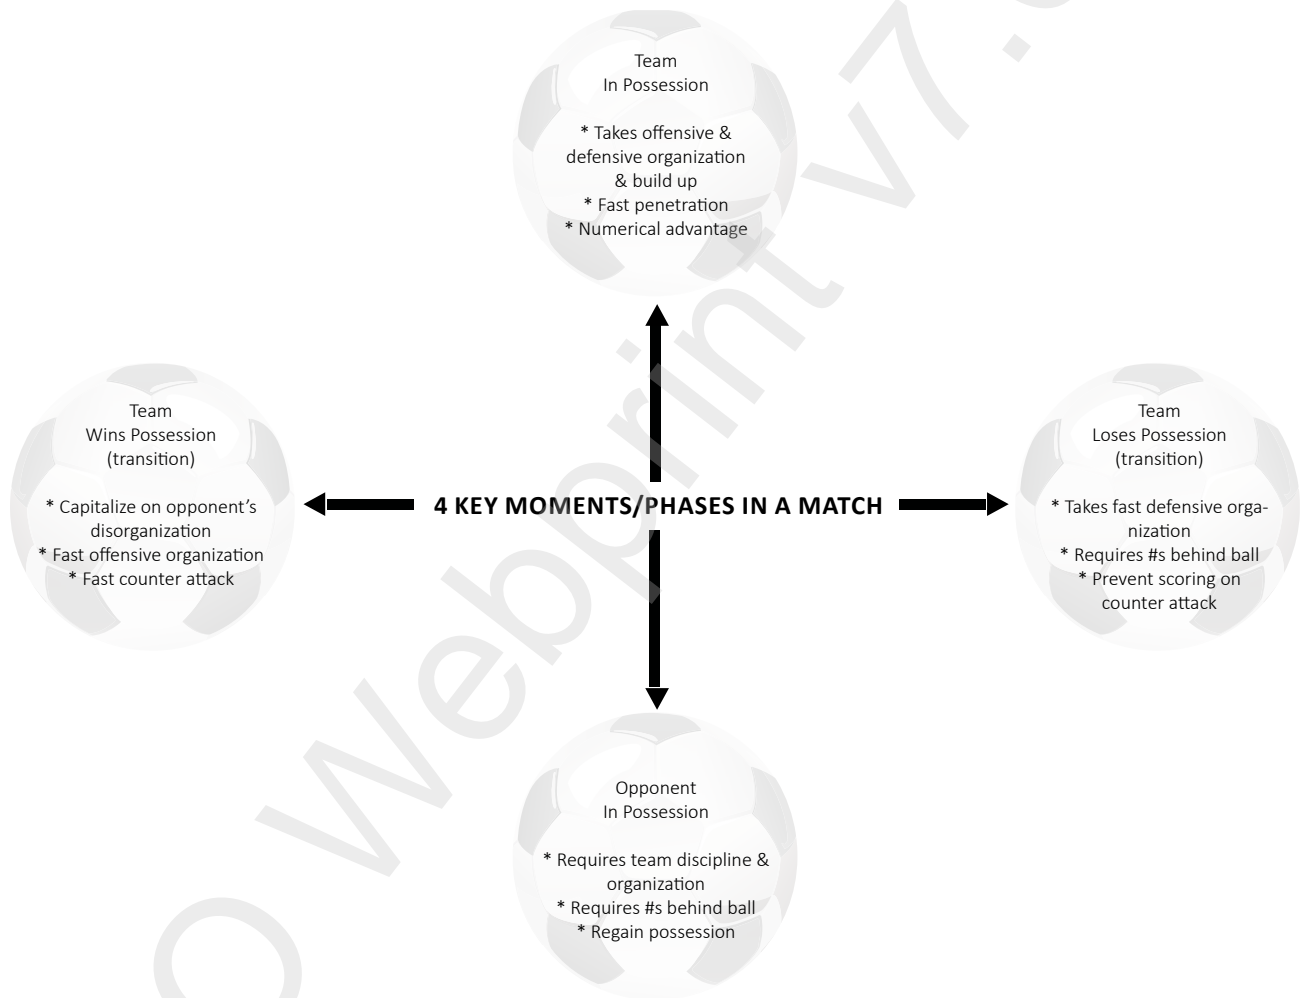 Team
In Possession
* Takes offensive &
defensive organization
& build up
* Fast penetration
* Numerical advantage
Team
Wins Possession
(transition)
* Capitalize on opponent’s
disorganization
* Fast offensive organization
* Fast counter attack
4 KEY MOMENTS/PHASES IN A MATCH
Team
Loses Possession
(transition)
* Takes fast defensive orga-
nization
* Requires #s behind ball
* Prevent scoring on
counter attack
Opponent
In Possession
* Requires team discipline &
organization
* Requires #s behind ball
* Regain possession
Webprint v7.